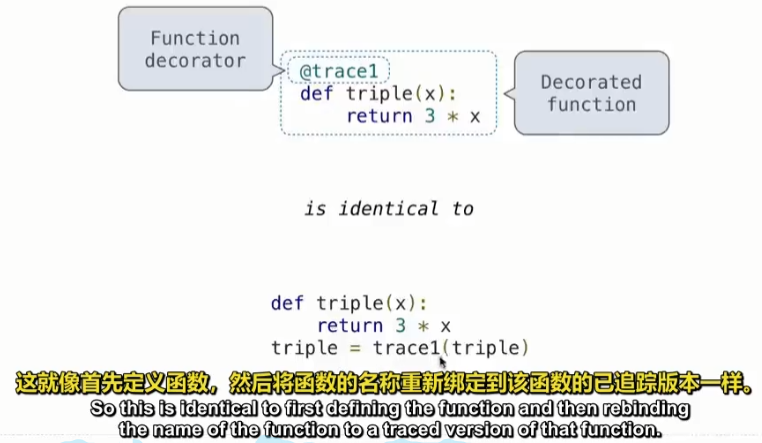 Function
decorator
@trace1
def triple(x):
    return 3 * x
Decorated
function
is identical to
def triple(x):
    return 3 * x
triple = trace1(triple)
这就像首先定义函数，然后将函数的名称重新绑定到该函数的已追踪版本一样。
So this is identical to first defining the function and then rebinding
the name of the function to a traced version of that function.